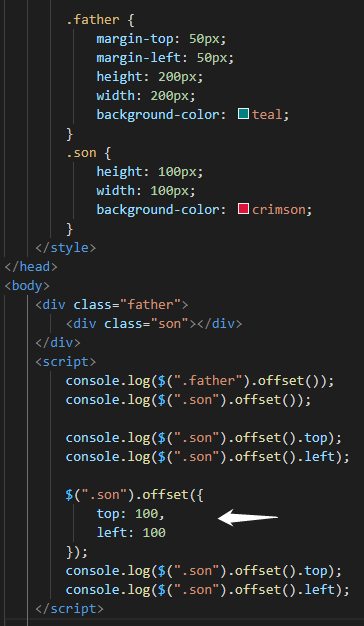 .father {
margin-top: 50px;
margin-left: 50px;
height: 200px;
width: 200px;
background-color: teal;
}
.son {
height: 100px;
width: 100px;
background-color: crimson;
}
</style>
</head>
<body>
<div class="father">
<div class="son"></div>
</div>
<script>
console.log($(".father").offset());
console.log($(".son").offset());
console.log($(".son").offset().top);
console.log($(".son").offset().left);
$(".son").offset({
top: 100,
left: 100
});
console.log($(".son").offset().top);
console.log($(".son").offset().left);
</script>